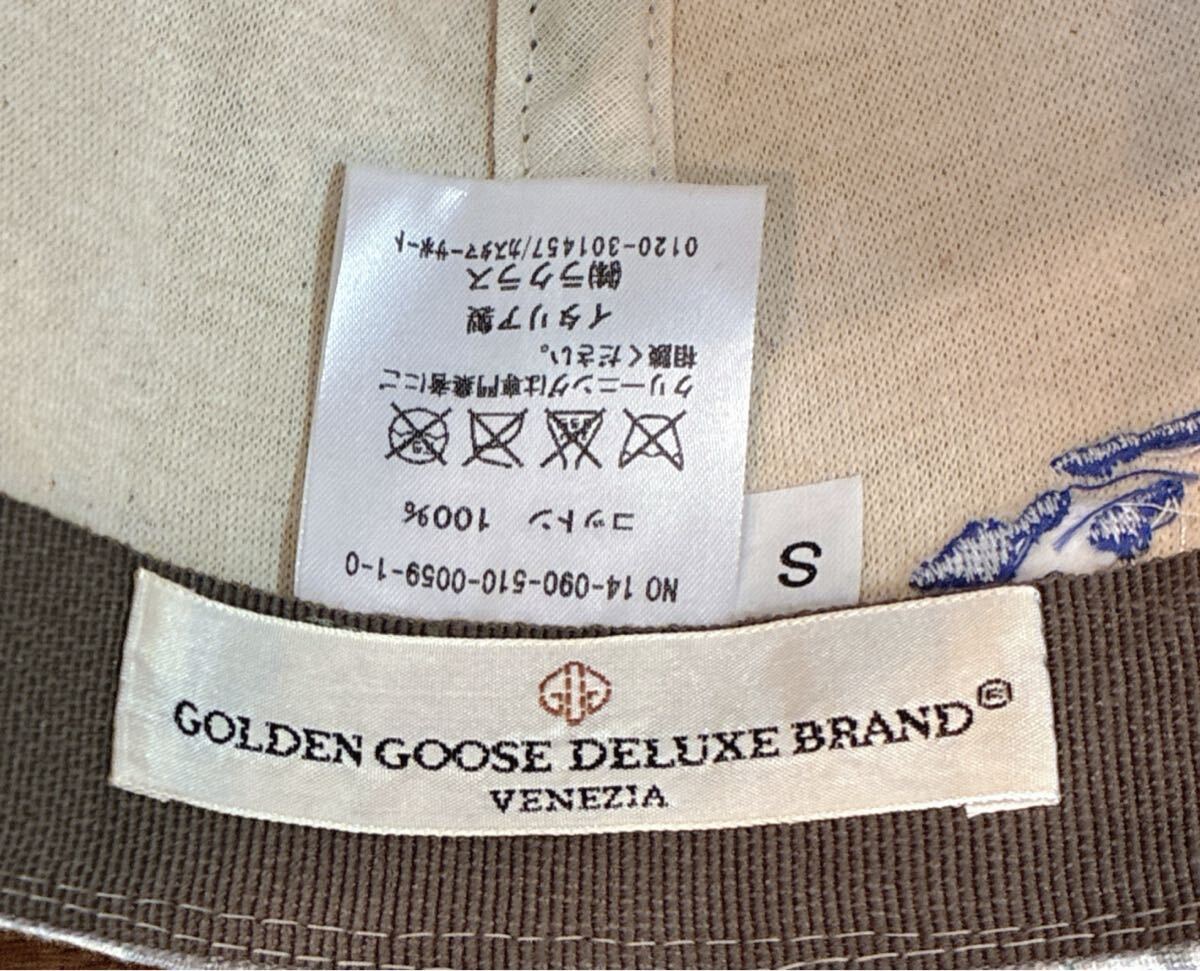 NO 14-090-510-0059-1-0
コットン 100%
クリーニングは専門業者にご
相談ください。
イタリア製
㈱ラクラス
0120-301457/カスタマーサポート
S
GOLDEN GOOSE DELUXE BRAND®
VENEZIA